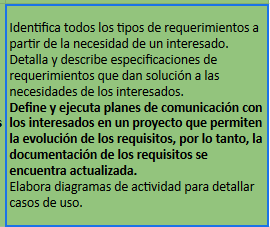 Identifica todos los tipos de requerimientos a
partir de la necesidad de un interesado.
Detalla y describe especificaciones de
requerimientos que dan solución a las
necesidades de los interesados.
Define y ejecuta planes de comunicación con
s los interesados en un proyecto que permiten
la evolución de los requisitos, por lo tanto, la
documentación de los requisitos se
encuentra actualizada.
Elabora diagramas de actividad para detallar
casos de uso.